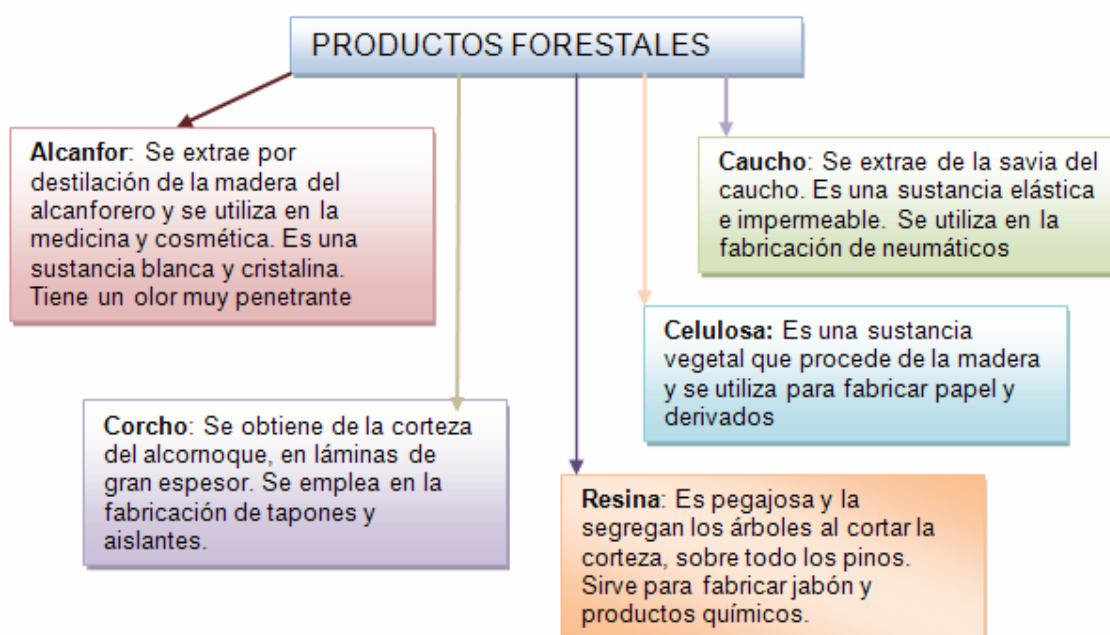 PRODUCTOS FORESTALES
Alcanfor: Se extrae por
destilación de la madera del
alcanforero y se utiliza en la
medicina y cosmética. Es una
sustancia blanca y cristalina.
Tiene un olor muy penetrante
Caucho: Se extrae de la savia del
caucho. Es una sustancia elástica
e impermeable. Se utiliza en la
fabricación de neumáticos
Celulosa: Es una sustancia
vegetal que procede de la madera
y se utiliza para fabricar papel y
derivados
Corcho: Se obtiene de la corteza
del alcornoque, en láminas de
gran espesor. Se emplea en la
fabricación de tapones y
aislantes.
Resina: Es pegajosa y la
segregan los árboles al cortar la
corteza, sobre todo los pinos.
Sirve para fabricar jabón y
productos químicos.